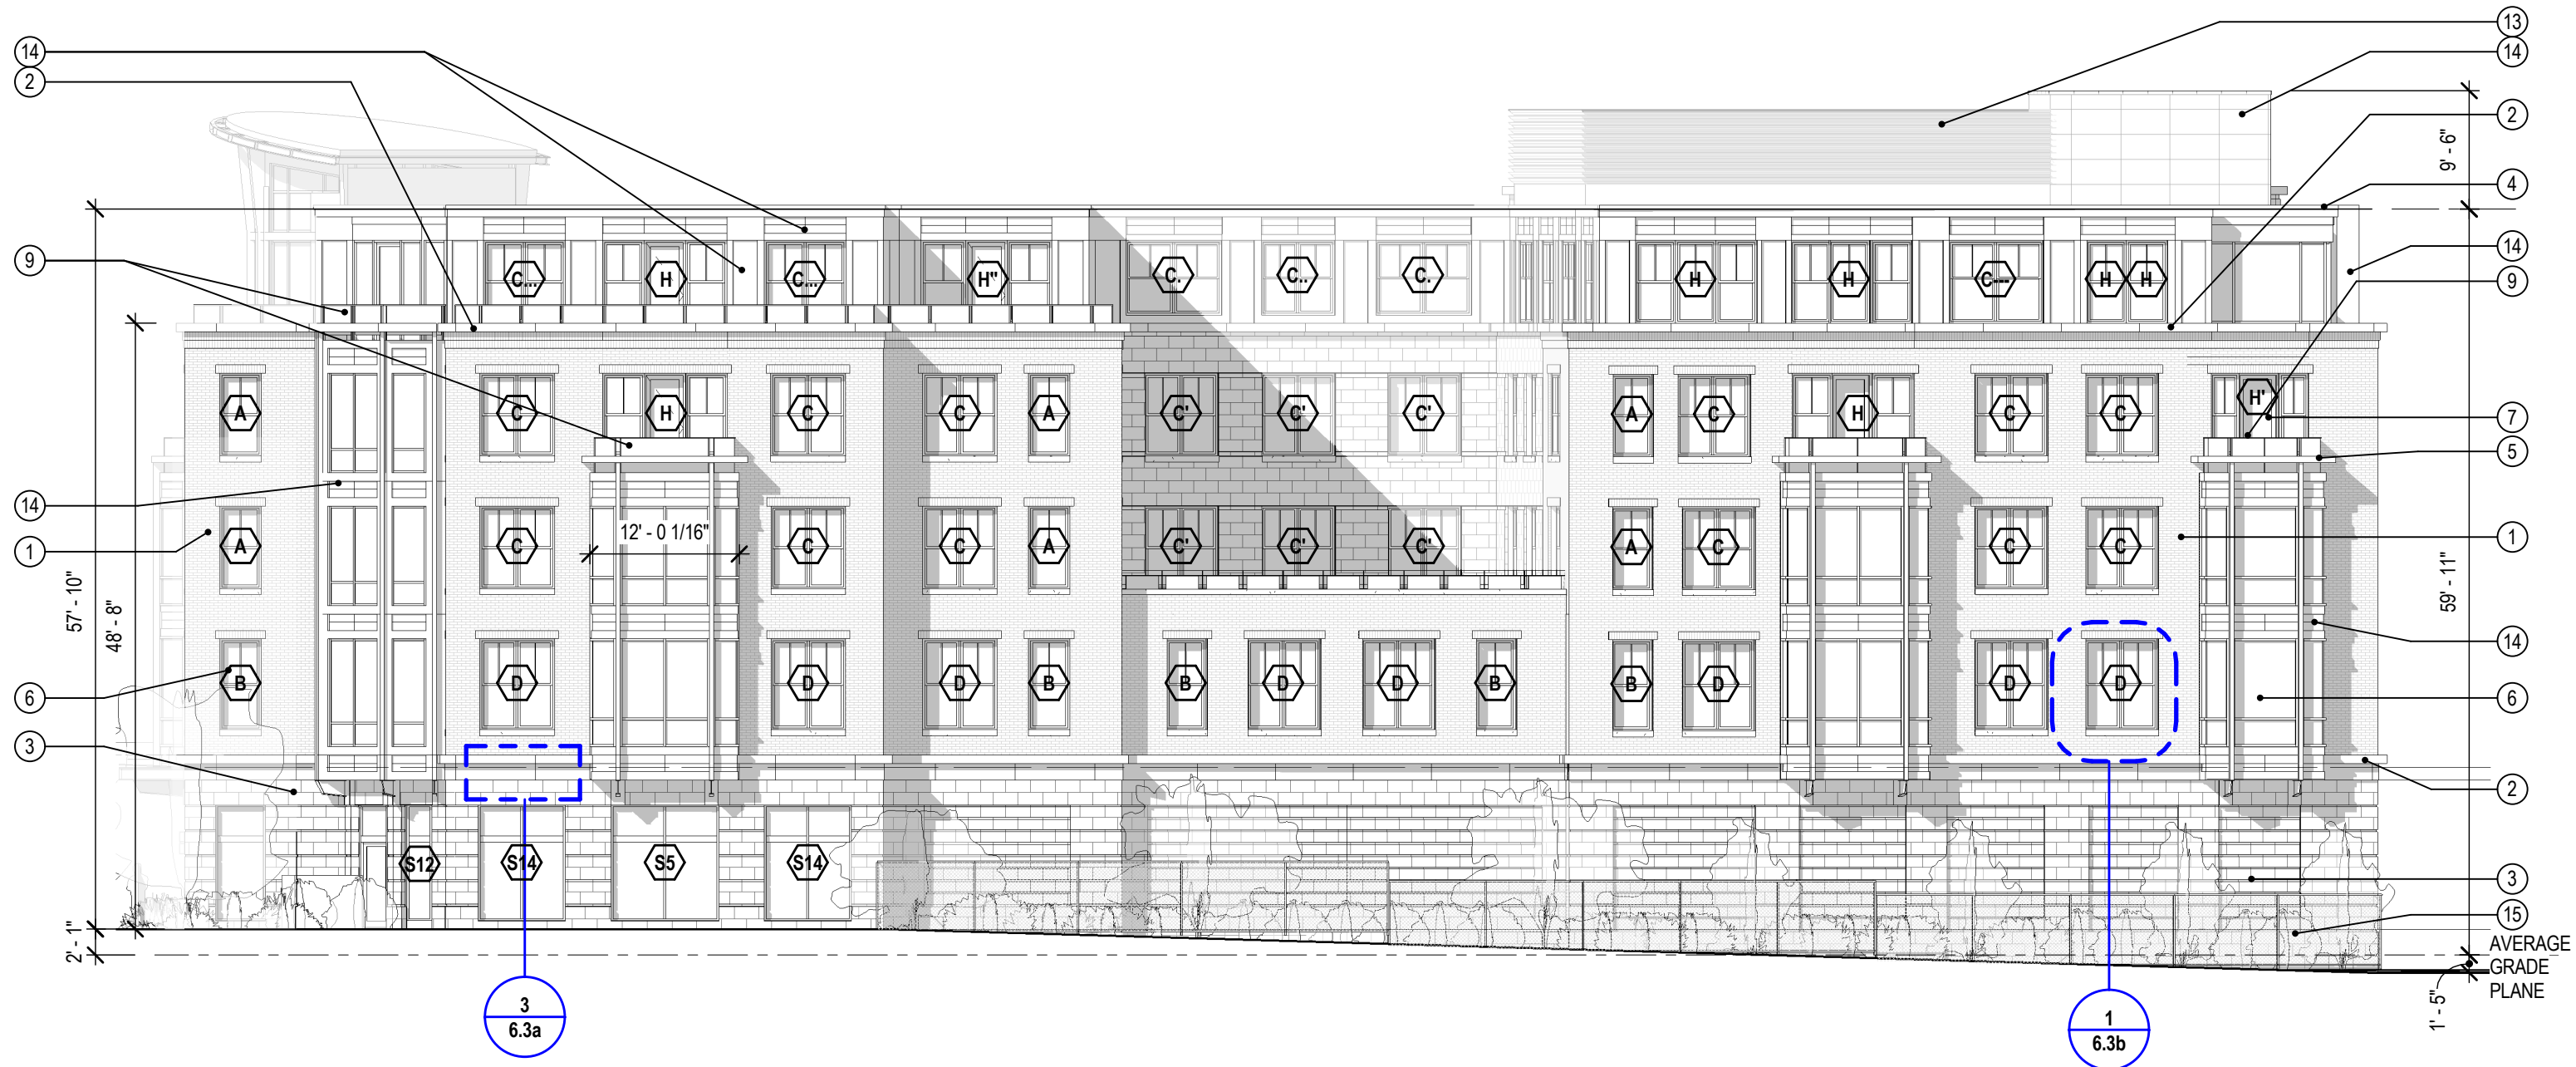 13
14
14
2
2
9' - 6"
4
14
9
9
C...
H
C...
H"
C.
C..
C.
H
H
C---
H
H
A
C
H
C
C
A
C'
C'
C'
A
C
H
C
C
H'
7
5
14
1
57' - 10"
48' - 8"
A
C
12' - 0 1/16"
C
C
A
C'
C'
C'
A
C
C
C
1
59' - 11"
14
6
B
D
D
D
B
B
D
D
B
B
D
D
D
6
3
2
S12
S14
S5
S14
3
15
2' - 1"
AVERAGE
GRADE
PLANE
1' - 5"
3
6.3a
1
6.3b